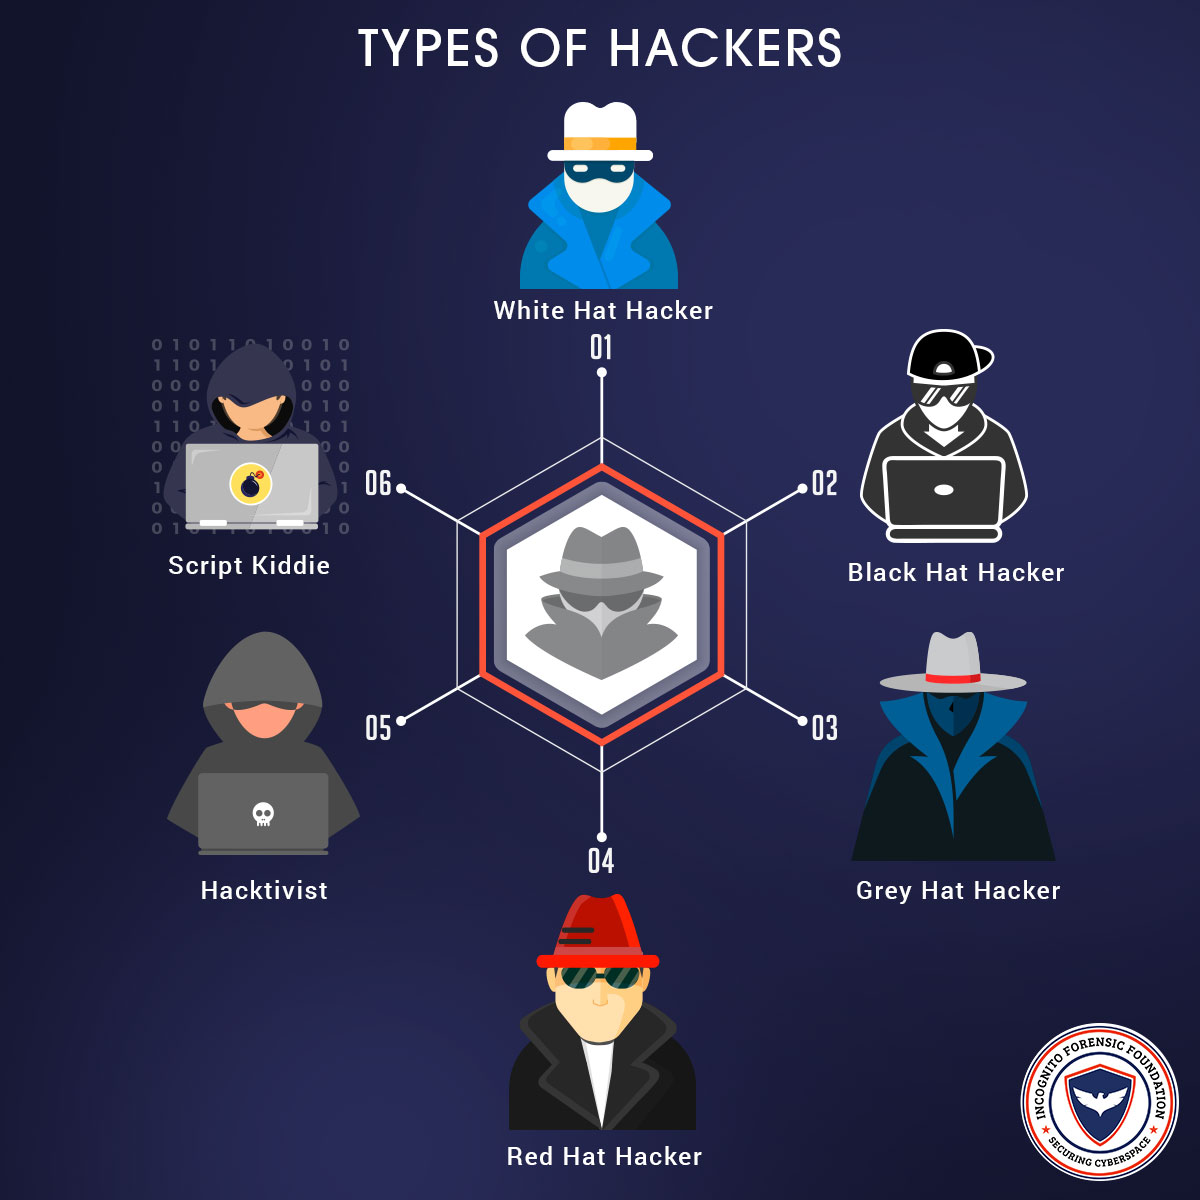 TYPES OF HACKERS
White Hat Hacker
01
02
Black Hat Hacker
03
Grey Hat Hacker
04
Red Hat Hacker
05
Hacktivist
06
Script Kiddie
INCOGNITO FORENSIC FOUNDATION
SECURING CYBERSPACE